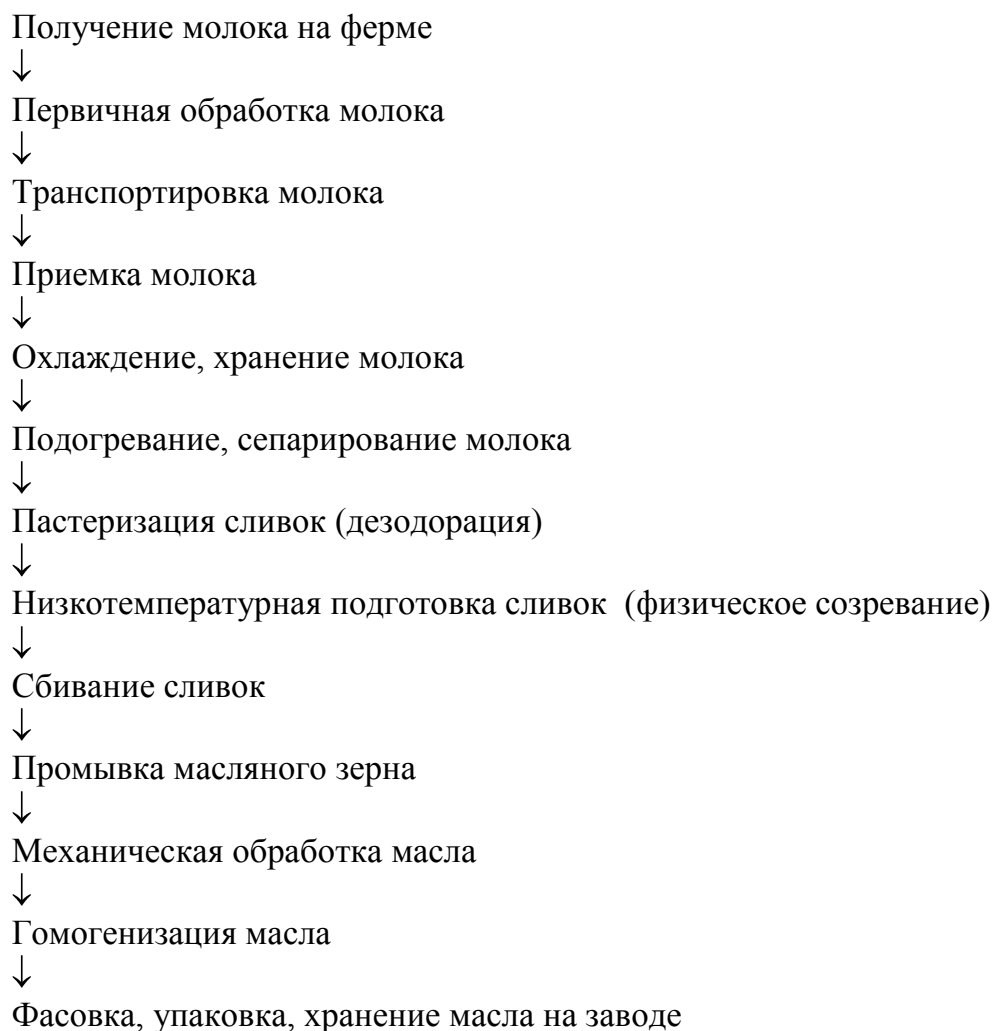 Получение молока на ферме
↓
Первичная обработка молока
↓
Транспортировка молока
↓
Приемка молока
↓
Охлаждение, хранение молока
↓
Подогревание, сепарирование молока
↓
Пастеризация сливок (дезодорация)
↓
Низкотемпературная подготовка сливок (физическое созревание)
↓
Сбивание сливок
↓
Промывка масляного зерна
↓
Механическая обработка масла
↓
Гомогенизация масла
↓
Фасовка, упаковка, хранение масла на заводе